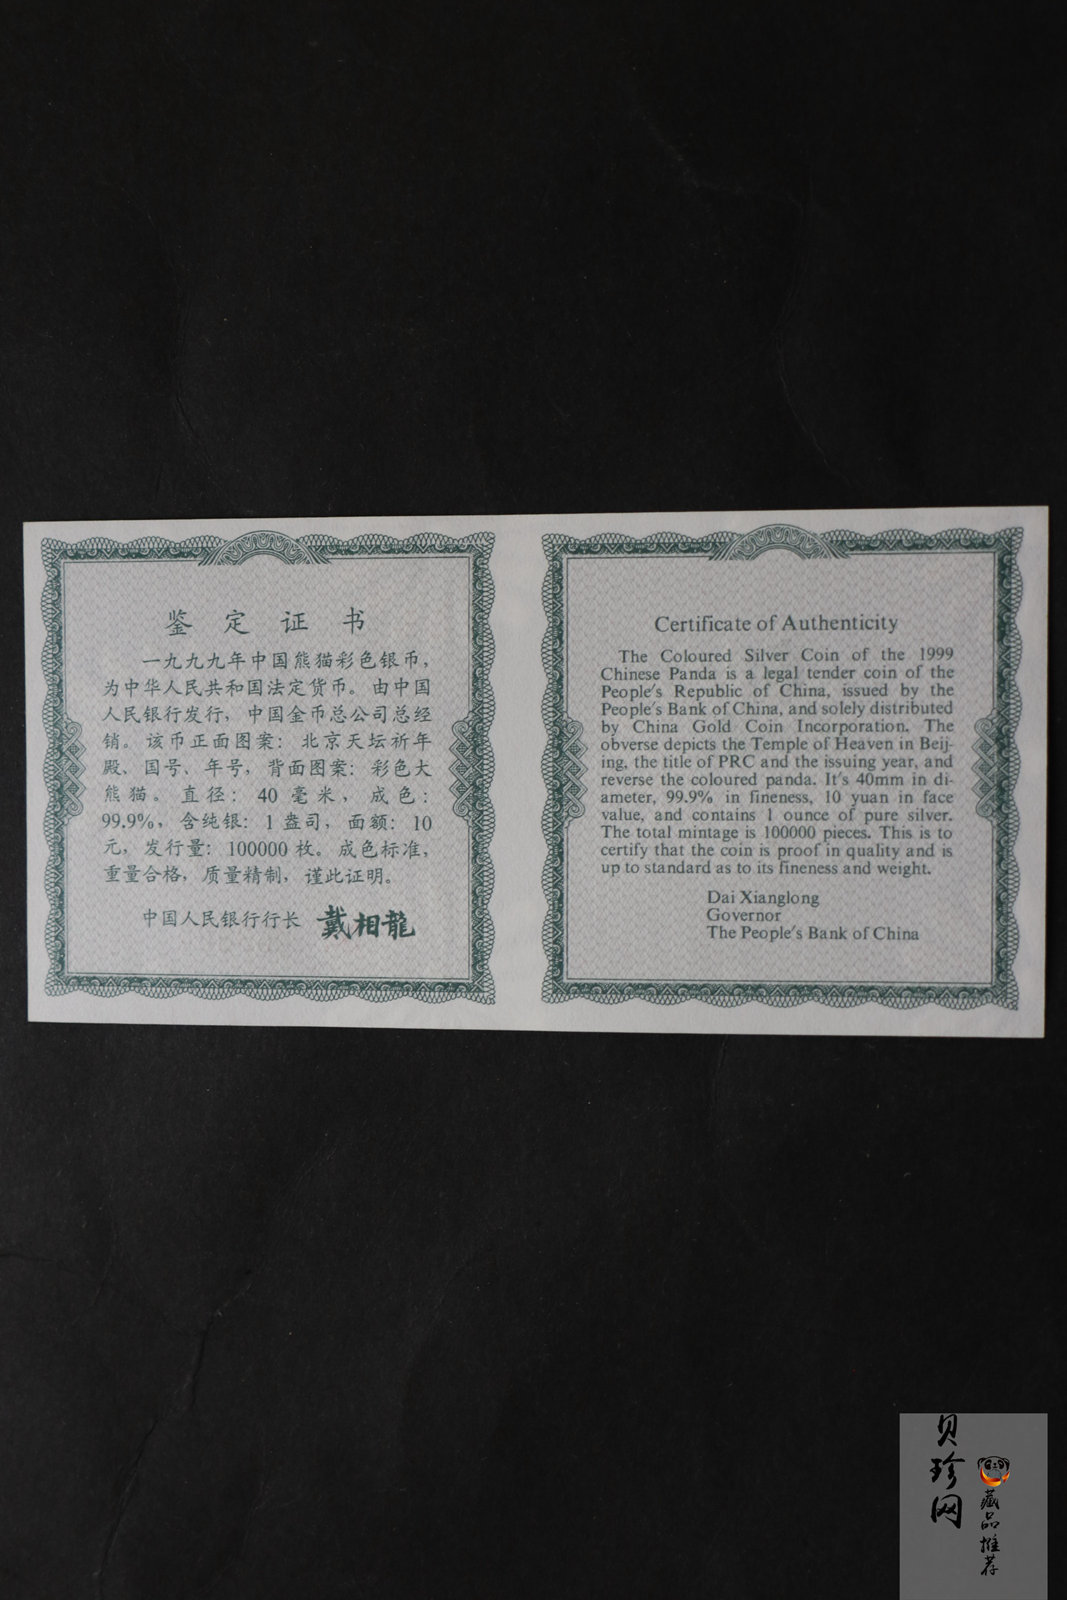 鉴定证书
一九九九年中国熊猫彩色银币，
为中华人民共和国法定货币。由中国
人民银行发行，中国金币总公司总经
销。该币正面图案：北京天坛祈年
殿、国号、年号，背面图案：彩色大
熊猫。直径：40毫米，成色：
99.9%，含纯银：1盎司，面额：10
元，发行量：100000枚。成色标准，
重量合格，质量精制，谨此证明。
中国人民银行行长 戴相龍
Certificate of Authenticity
The Coloured Silver Coin of the 1999
Chinese Panda is a legal tender coin of the
People's Republic of China, issued by the
People's Bank of China, and solely distributed
by China Gold Coin Incorporation. The
obverse depicts the Temple of Heaven in Beij-
ing, the title of PRC and the issuing year, and
reverse the coloured panda. It's 40mm in di-
ameter, 99.9% in fineness, 10 yuan in face
value, and contains 1 ounce of pure silver.
The total mintage is 100000 pieces. This is to
certify that the coin is proof in quality and is
up to standard as to its fineness and weight.
Dai Xianglong
Governor
The People's Bank of China
贝珍网
藏品推荐